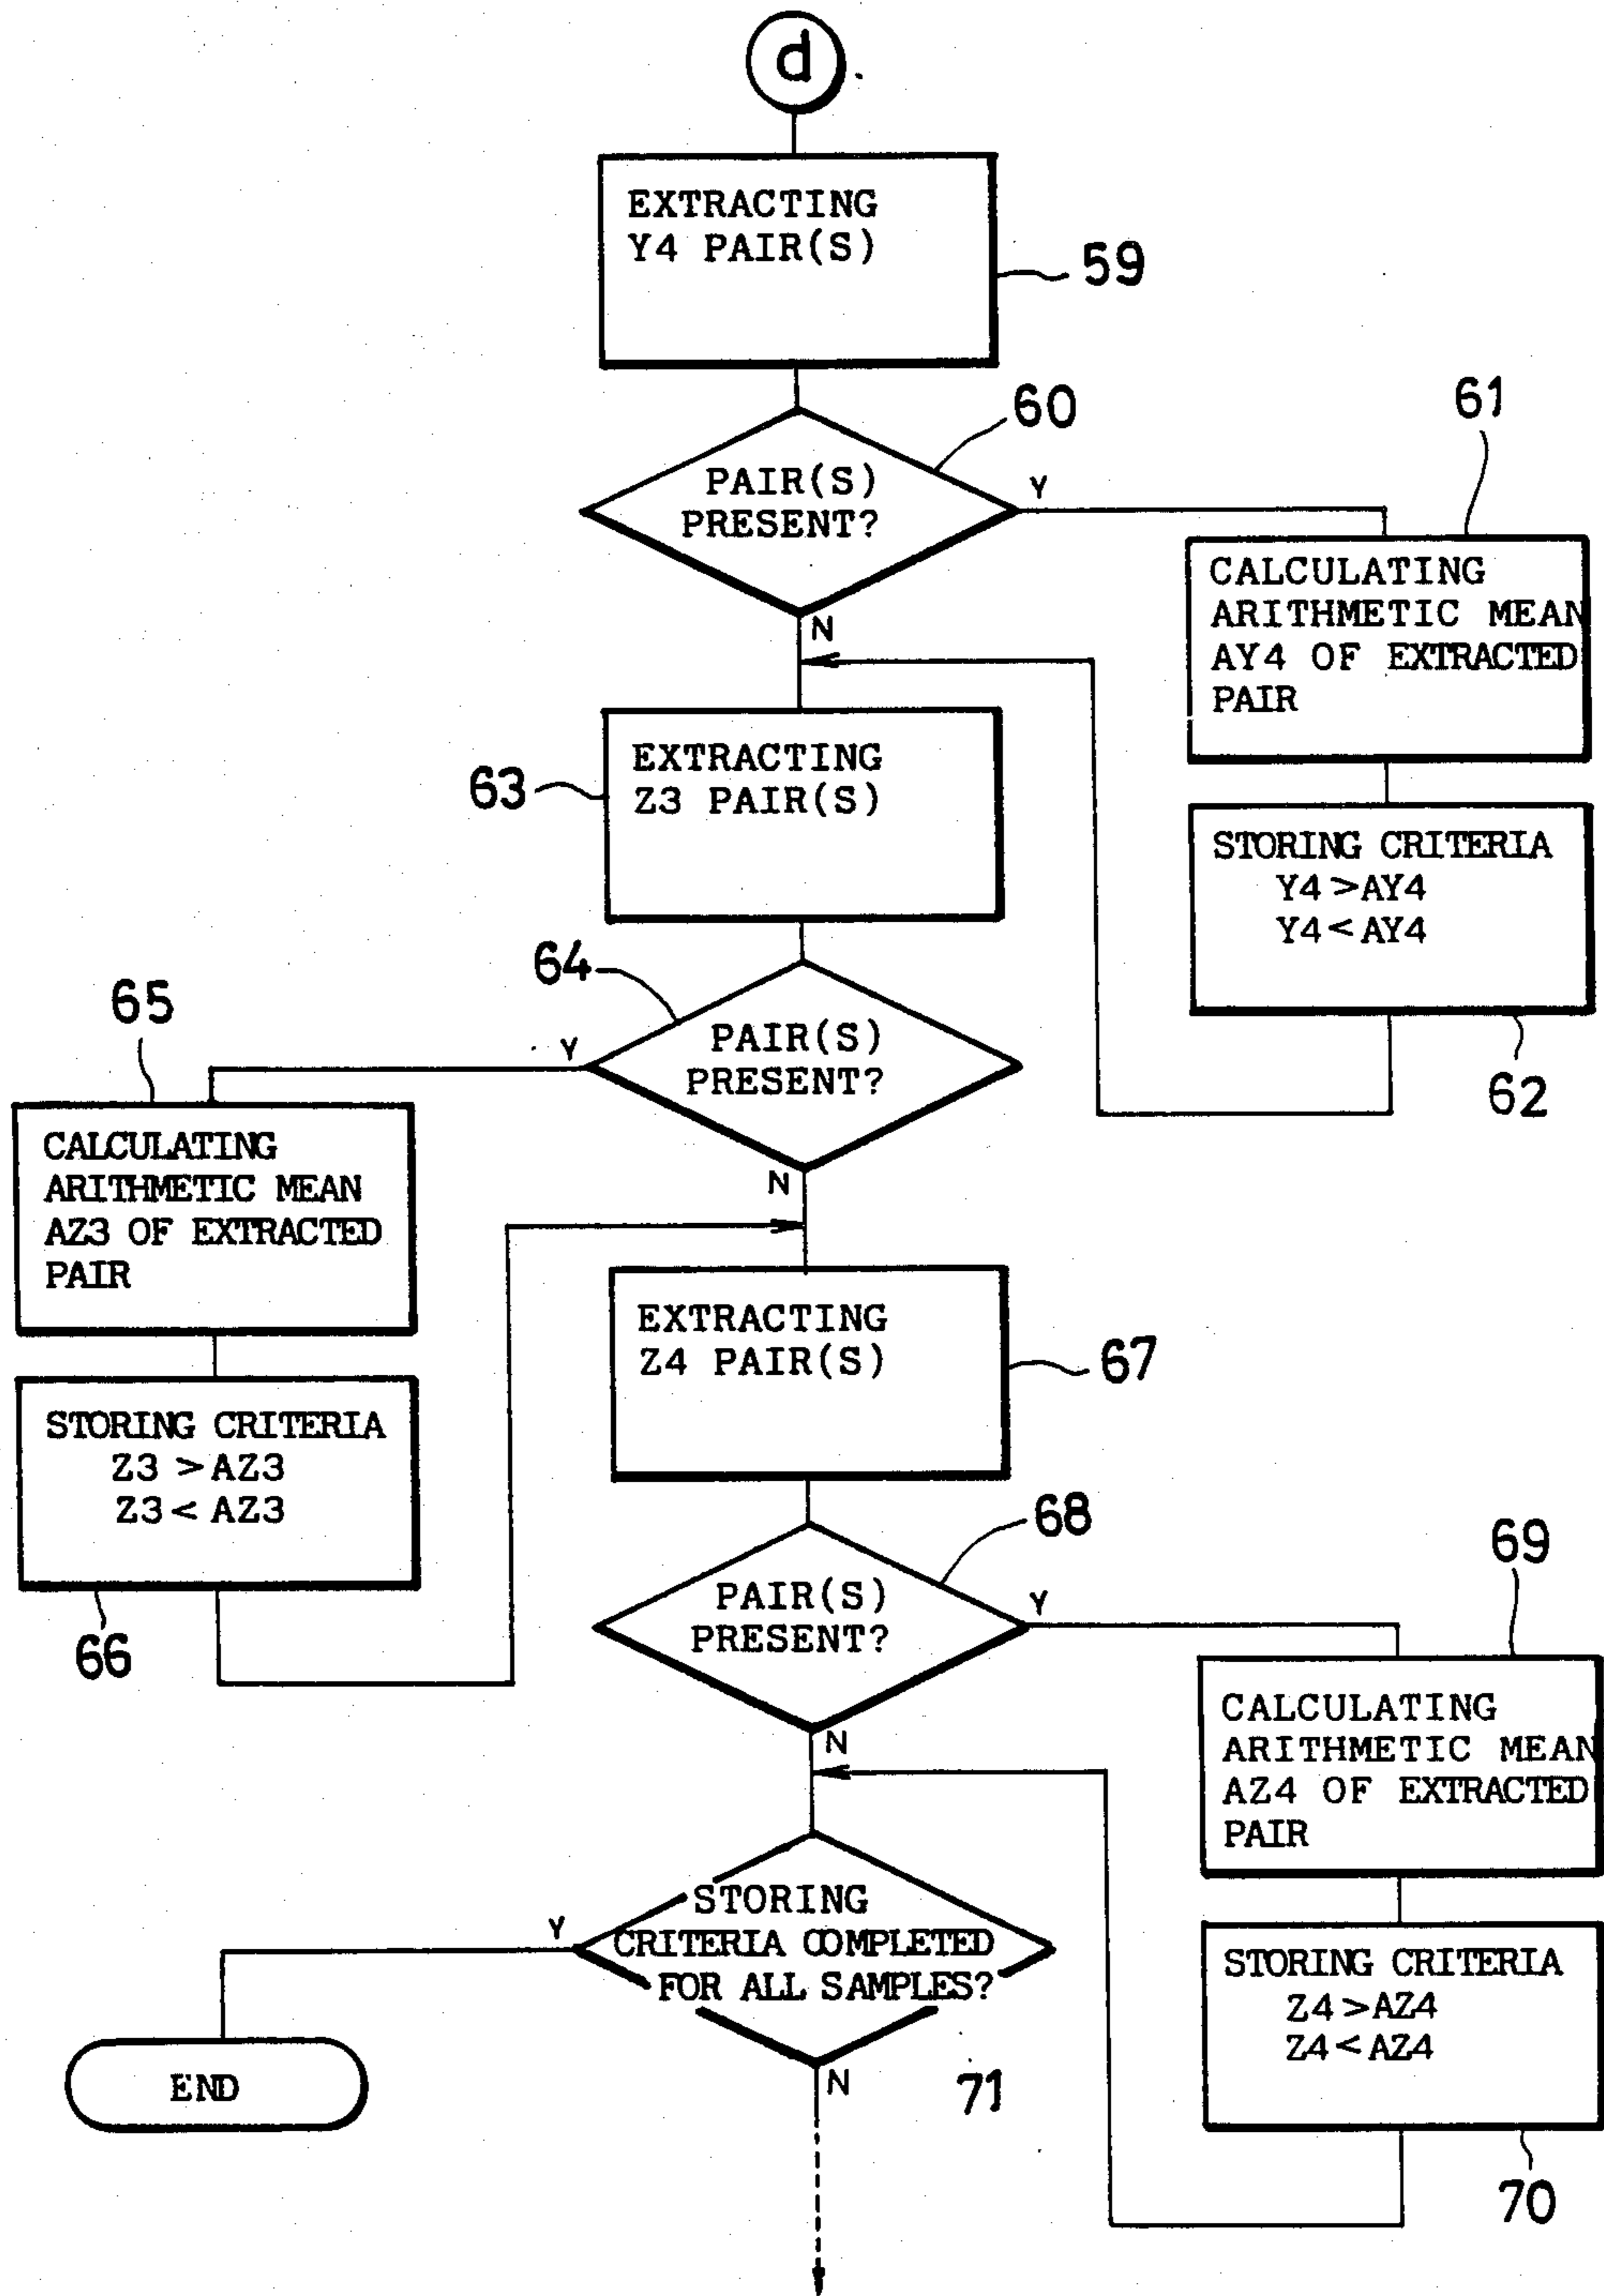 d
EXTRACTING
Y4 PAIR(S)
59
60
PAIR(S)
PRESENT?
Y
N
61
CALCULATING
ARITHMETIC MEAN
AY4 OF EXTRACTED
PAIR
STORING CRITERIA
Y4 > AY4
Y4 < AY4
62
63
EXTRACTING
Z3 PAIR(S)
64
PAIR(S)
PRESENT?
Y
N
65
CALCULATING
ARITHMETIC MEAN
AZ3 OF EXTRACTED
PAIR
STORING CRITERIA
Z3 > AZ3
Z3 < AZ3
66
EXTRACTING
Z4 PAIR(S)
67
68
PAIR(S)
PRESENT?
Y
N
69
CALCULATING
ARITHMETIC MEAN
AZ4 OF EXTRACTED
PAIR
STORING CRITERIA
Z4 > AZ4
Z4 < AZ4
70
STORING
CRITERIA COMPLETED
FOR ALL SAMPLES?
Y
N
71
END